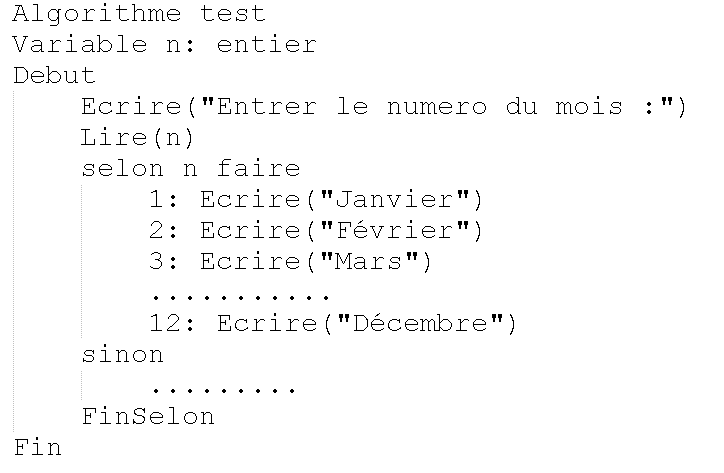 Algorithme test
Variable n: entier
Debut
Ecrire("Entrer le numero du mois :")
Lire(n)
selon n faire
1: Ecrire("Janvier")
2: Ecrire("Février")
3: Ecrire("Mars")
...........
12: Ecrire("Décembre")
sinon
.........
FinSelon
Fin